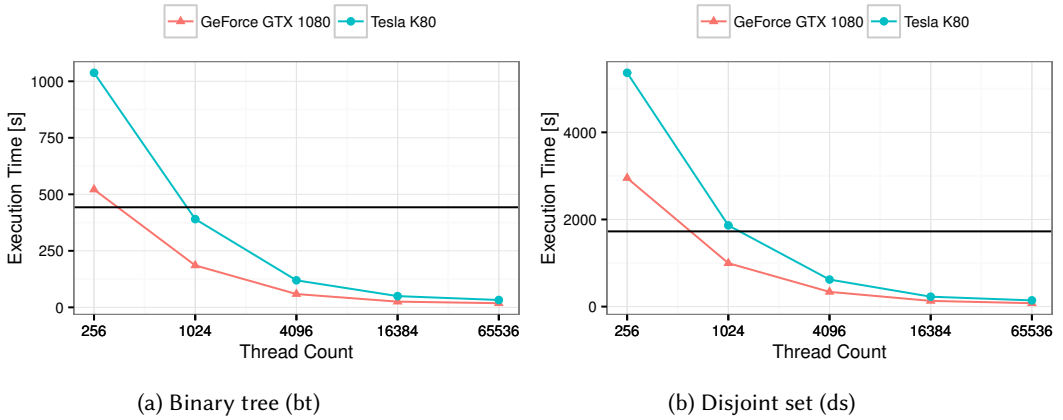 GeForce GTX 1080 Tesla K80
Execution Time [s]
1000
750
500
250
0
256 1024 4096 16384 65536
Thread Count
(a) Binary tree (bt)
GeForce GTX 1080 Tesla K80
Execution Time [s]
4000
2000
0
256 1024 4096 16384 65536
Thread Count
(b) Disjoint set (ds)